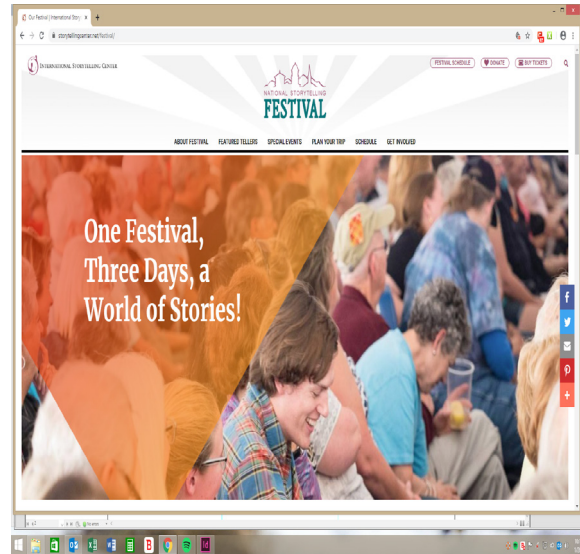 Our Festival | International Story
storytellingcenter.net/festival/
INTERNATIONAL STORYTELLING CENTER
FESTIVAL SCHEDULE
DONATE
BUY TICKETS
NATIONAL STORYTELLING
FESTIVAL
ABOUT FESTIVAL FEATURED TELLERS SPECIAL EVENTS PLAN YOUR TRIP SCHEDULE GET INVOLVED
One Festival,
Three Days, a
World of Stories!